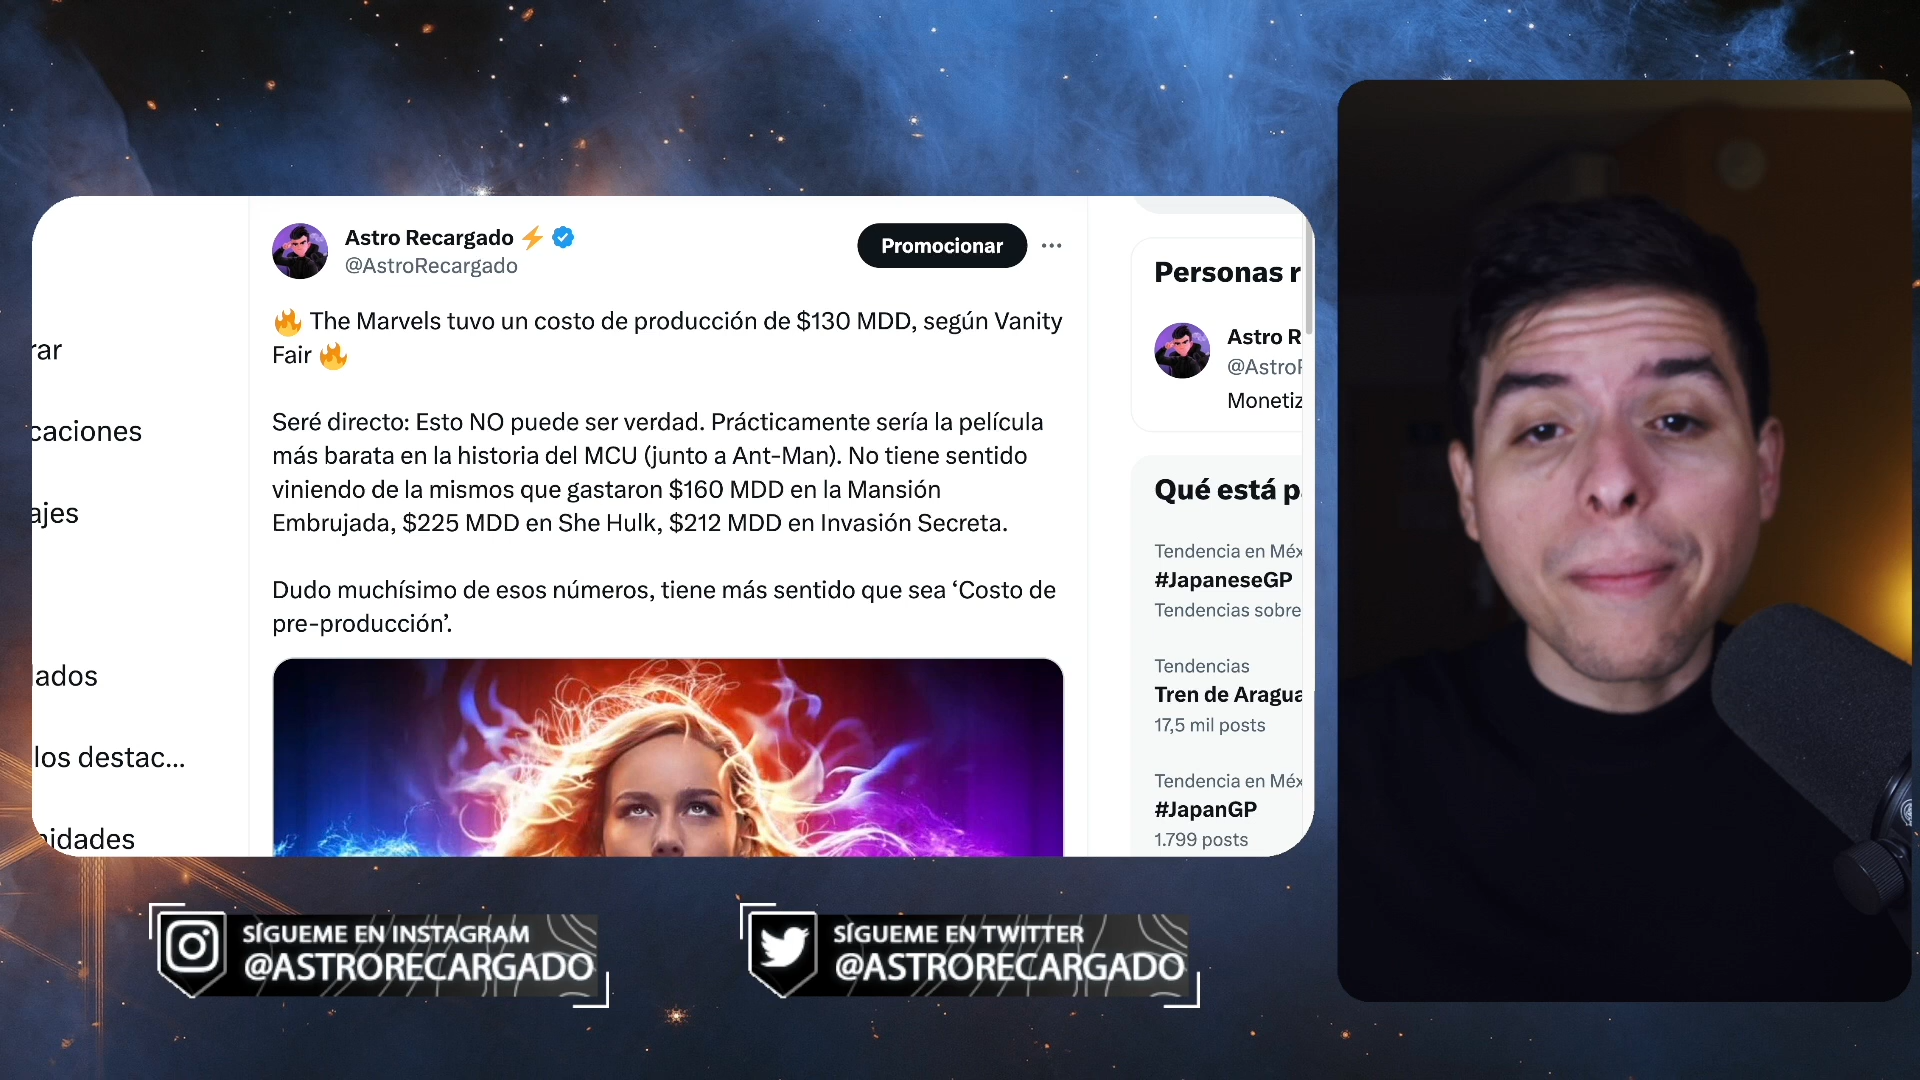 Astro Recargado
@AstroRecargado
Promocionar
🔥 The Marvels tuvo un costo de producción de $130 MDD, según Vanity
Fair 🔥
Seré directo: Esto NO puede ser verdad. Prácticamente sería la película
más barata en la historia del MCU (junto a Ant-Man). No tiene sentido
viniendo de la mismos que gastaron $160 MDD en la Mansión
Embrujada, $225 MDD en She Hulk, $212 MDD en Invasión Secreta.
Dudo muchísimo de esos números, tiene más sentido que sea ‘Costo de
pre-producción’.
rar
caciones
ajes
lados
los destac...
nidades
Personas r
Astro R
@AstroR
Monetiz
Qué está p
Tendencia en Méx
#JapaneseGP
Tendencias sobre
Tendencias
Tren de Aragua
17,5 mil posts
Tendencia en Méx
#JapanGP
1.799 posts
SÍGUEME EN INSTAGRAM
@ASTRORECARGADO
SÍGUEME EN TWITTER
@ASTRORECARGADO